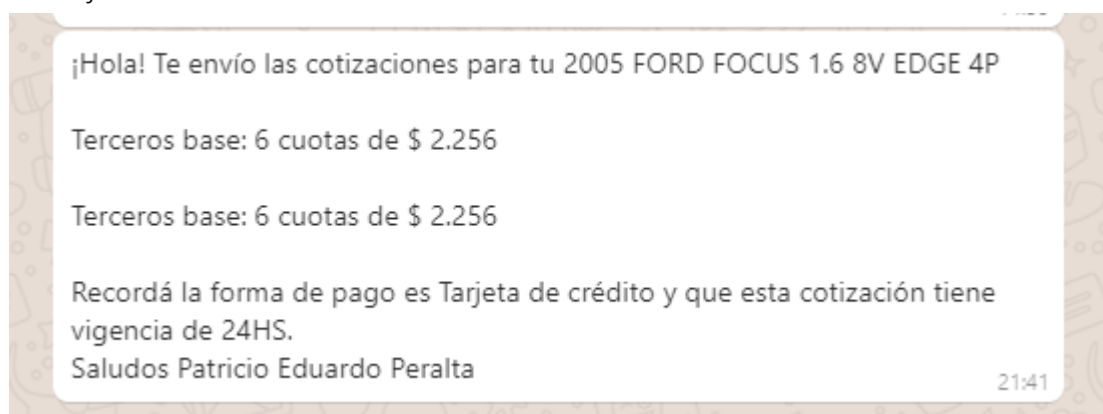 ¡Hola! Te envío las cotizaciones para tu 2005 FORD FOCUS 1.6 8V EDGE 4P
Terceros base: 6 cuotas de $ 2.256
Terceros base: 6 cuotas de $ 2.256
Recordá la forma de pago es Tarjeta de crédito y que esta cotización tiene
vigencia de 24HS.
Saludos Patricio Eduardo Peralta
21:41